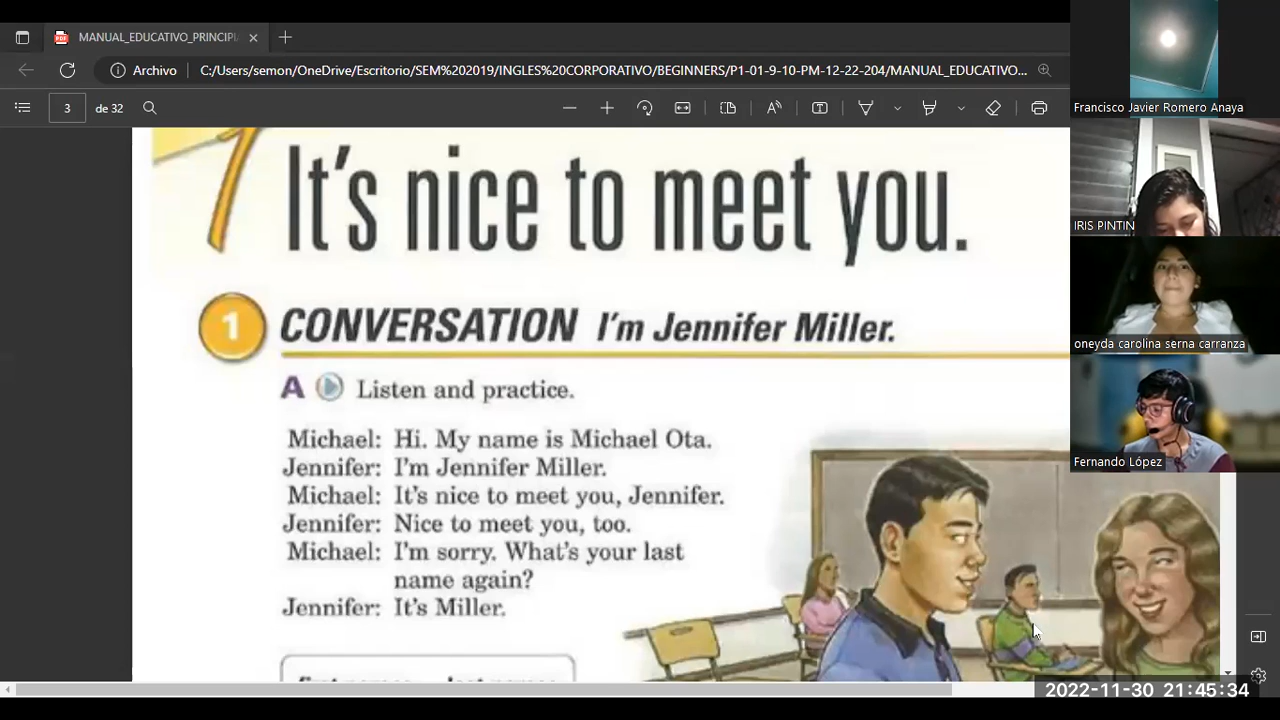 MANUAL_EDUCATIVO_PRINCIPI
Archivo
C:/Users/semon/OneDrive/Escritorio/SEM%202019/INGLES%20CORPORATIVO/BEGINNERS/P1-01-9-10-PM-12-22-204/MANUAL_EDUCATIVO...
3 de 32
It's nice to meet you.
1 CONVERSATION I'm Jennifer Miller.
A Listen and practice.
Michael: Hi. My name is Michael Ota.
Jennifer: I'm Jennifer Miller.
Michael: It's nice to meet you, Jennifer.
Jennifer: Nice to meet you, too.
Michael: I'm sorry. What's your last
name again?
Jennifer: It's Miller.
Francisco Javier Romero Anaya
IRIS PINTIN
oneyda carolina serna carranza
Fernando López
2022-11-30 21:45:34